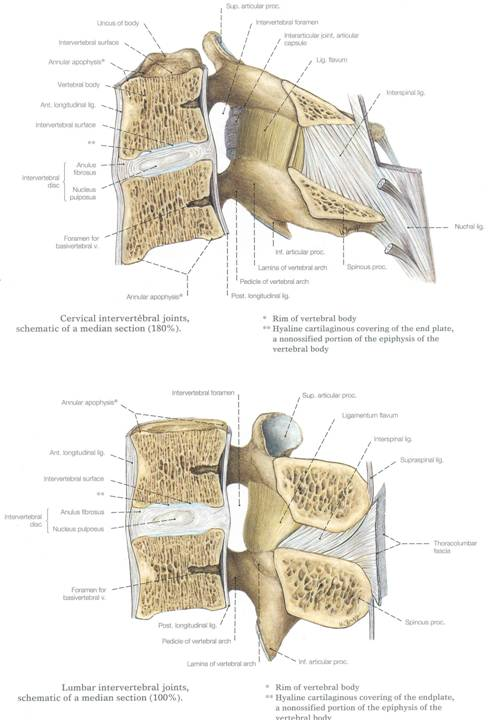 Sup. articular proc.
Uncus of body
Intervertebral foramen
Intervertebral surface
Interarticular joint, articular
capsule
Annular apophysis*
Lig. flavum
Vertebral body
Interspinal lig.
Ant. longitudinal lig.
Intervertebral surface
**
Intervertebral
disc
Anulus
fibrosus
Nucleus
pulposus
Foramen for
basivertebral v.
Nuchal lig.
Inf. articular proc.
Lamina of vertebral arch
Spinous proc.
Pedicle of vertebral arch
Annular apophysis*
Post. longitudinal lig.
Cervical intervertébral joints,
schematic of a median section (180%).
* Rim of vertebral body
** Hyaline cartilaginous covering of the end plate,
a nonossified portion of the epiphysis of the
vertebral body
Intervertebral foramen
Sup. articular proc.
Annular apophysis*
Ligamentum flavum
Interspinal lig.
Ant. longitudinal lig.
Supraspinal lig.
Intervertebral surface
**
Intervertebral
disc
Anulus fibrosus
Nucleus pulposus
Thoracolumbar
fascia
Foramen for
basivertebral v.
Spinous proc.
Post. longitudinal lig.
Pedicle of vertebral arch
Lamina of vertebral arch
Inf. articular proc.
Lumbar intervertebral joints,
schematic of a median section (100%).
* Rim of vertebral body
** Hyaline cartilaginous covering of the endplate,
a nonossified portion of the epiphysis of the
vertebral body